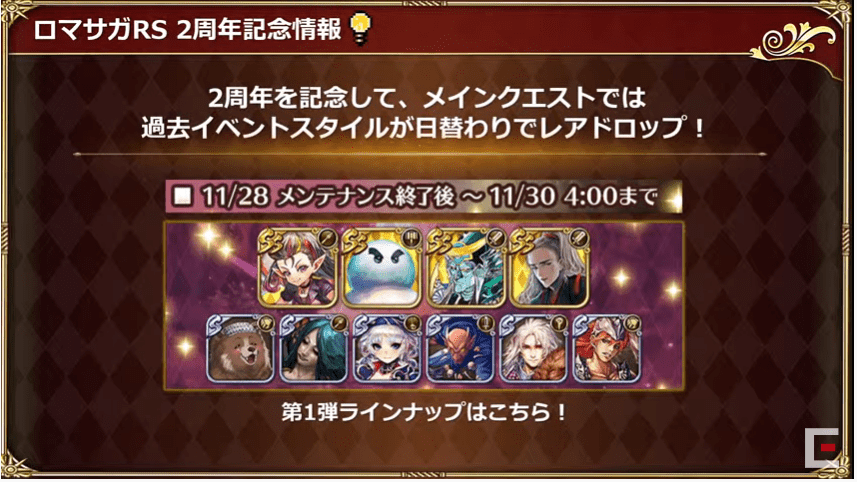 ロマサガRS 2周年記念情報
2周年を記念して、メインクエストでは
過去イベントスタイルが日替わりでレアドロップ！
11/28 メンテナンス終了後 ～ 11/30 4:00まで
SS SS SS SS
S S S S S S
第1弾ラインナップはこちら！